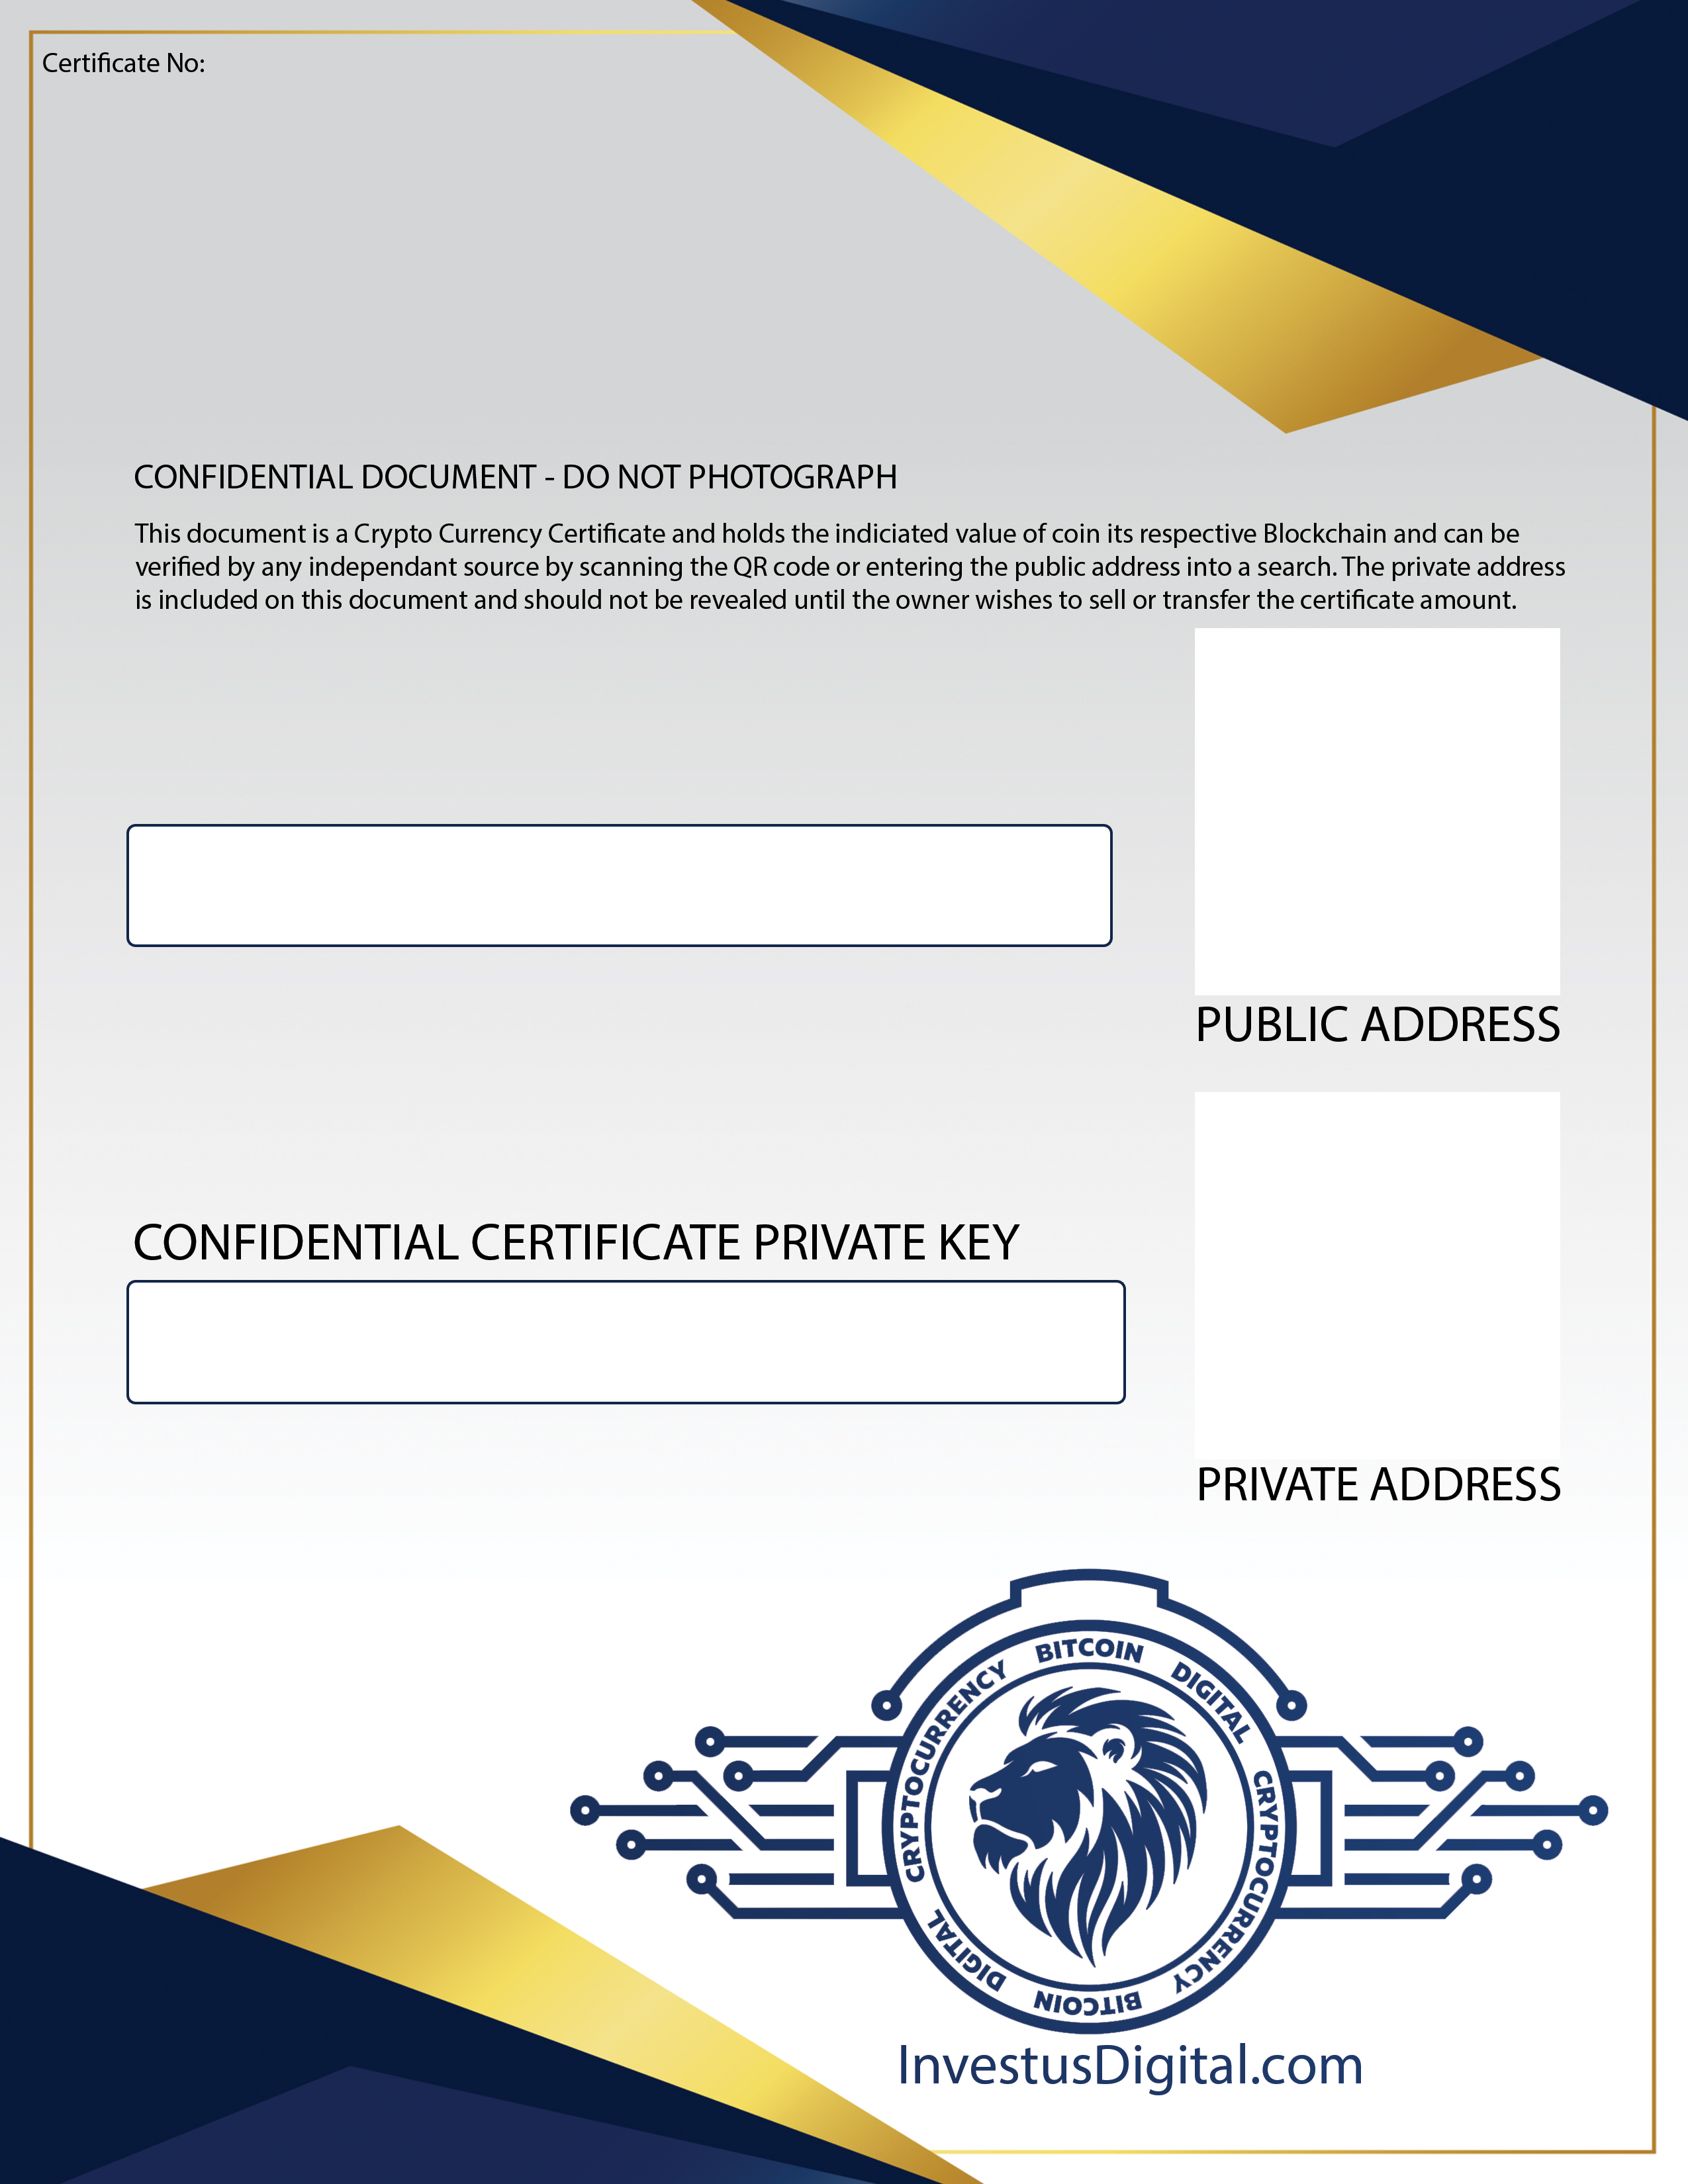 Certificate No:
CONFIDENTIAL DOCUMENT - DO NOT PHOTOGRAPH
This document is a Crypto Currency Certificate and holds the indiciated value of coin its respective Blockchain and can be
verified by any independant source by scanning the QR code or entering the public address into a search. The private address
is included on this document and should not be revealed until the owner wishes to sell or transfer the certificate amount.
PUBLIC ADDRESS
CONFIDENTIAL CERTIFICATE PRIVATE KEY
PRIVATE ADDRESS
CRYPTOCURRENCY BITCOIN DIGITAL
CRYPTOCURRENCY BITCOIN DIGITAL
InvestusDigital.com